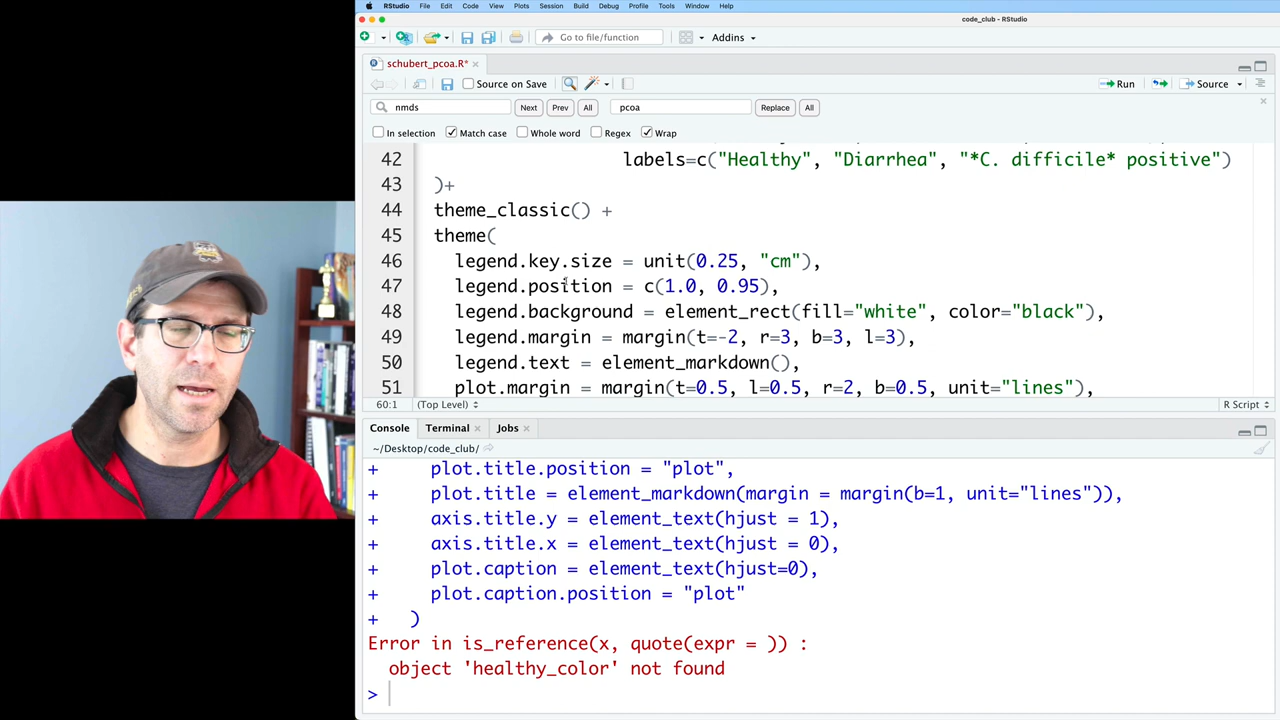 RStudio File Edit Code View Plots Session Build Debug Profile Tools Window Help
code_club - RStudio
Go to file/function Addins
schubert_pcoa.R*
Source on Save Run Source
nmds Next Prev All pcoa Replace All
In selection Match case Whole word Regex Wrap
42 labels=c("Healthy", "Diarrhea", "*C. difficile* positive")
43 )+
44 theme_classic() +
45 theme(
46 legend.key.size = unit(0.25, "cm"),
47 legend.position = c(1.0, 0.95),
48 legend.background = element_rect(fill="white", color="black"),
49 legend.margin = margin(t=-2, r=3, b=3, l=3),
50 legend.text = element_markdown(),
51 plot.margin = margin(t=0.5, l=0.5, r=2, b=0.5, unit="lines"),
60:1 (Top Level) R Script
Console Terminal Jobs
~/Desktop/code_club/
+ plot.title.position = "plot",
+ plot.title = element_markdown(margin = margin(b=1, unit="lines")),
+ axis.title.y = element_text(hjust = 1),
+ axis.title.x = element_text(hjust = 0),
+ plot.caption = element_text(hjust=0),
+ plot.caption.position = "plot"
+ )
Error in is_reference(x, quote(expr = )) :
object 'healthy_color' not found
>